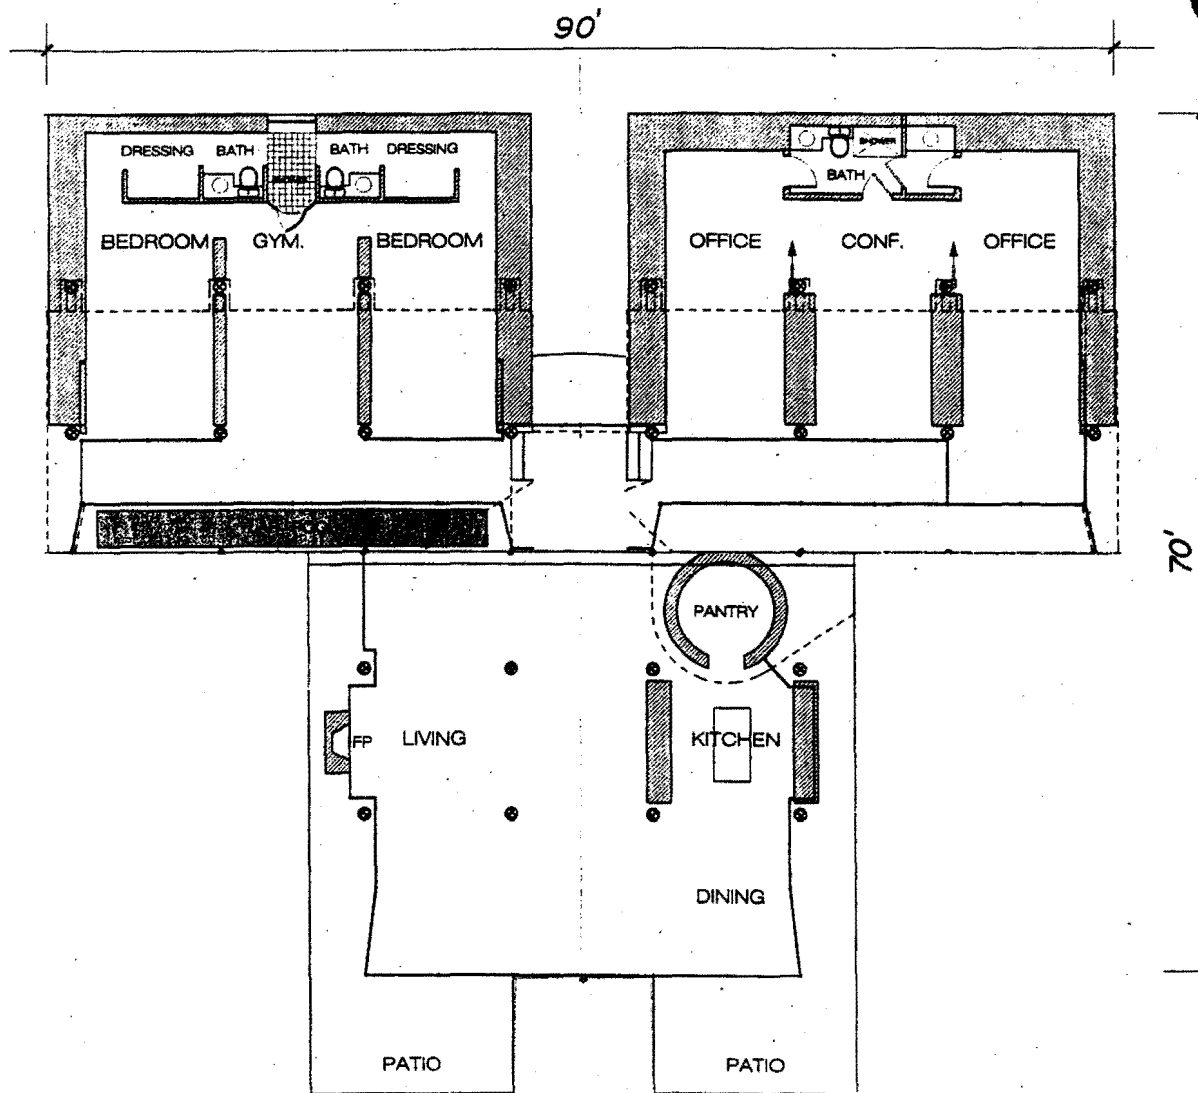 90'
DRESSING BATH BATH DRESSING
SHOWER
BATH
BEDROOM GYM. BEDROOM
OFFICE CONF. OFFICE
70'
PANTRY
FP LIVING KITCHEN
DINING
PATIO PATIO